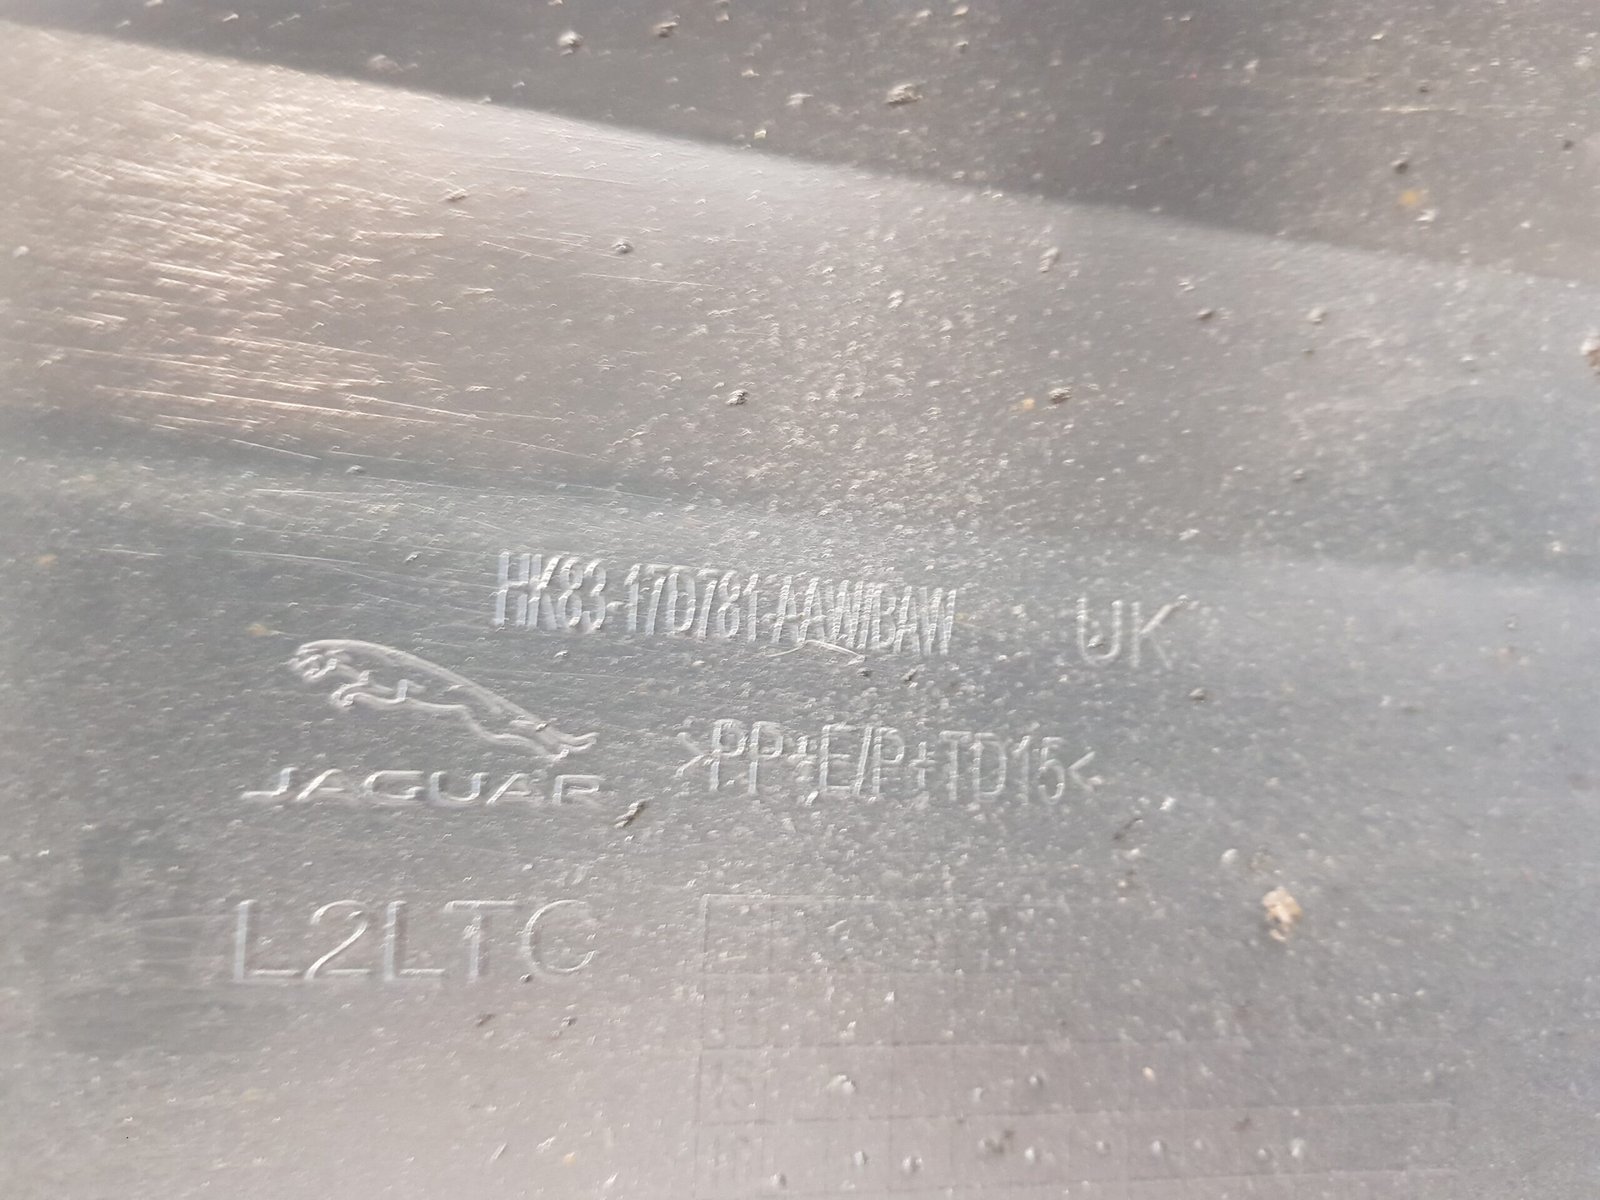 HK83-17D781-AAW/BAW UK
JAGUAR >PP+E/P+TD15<
L2LTC